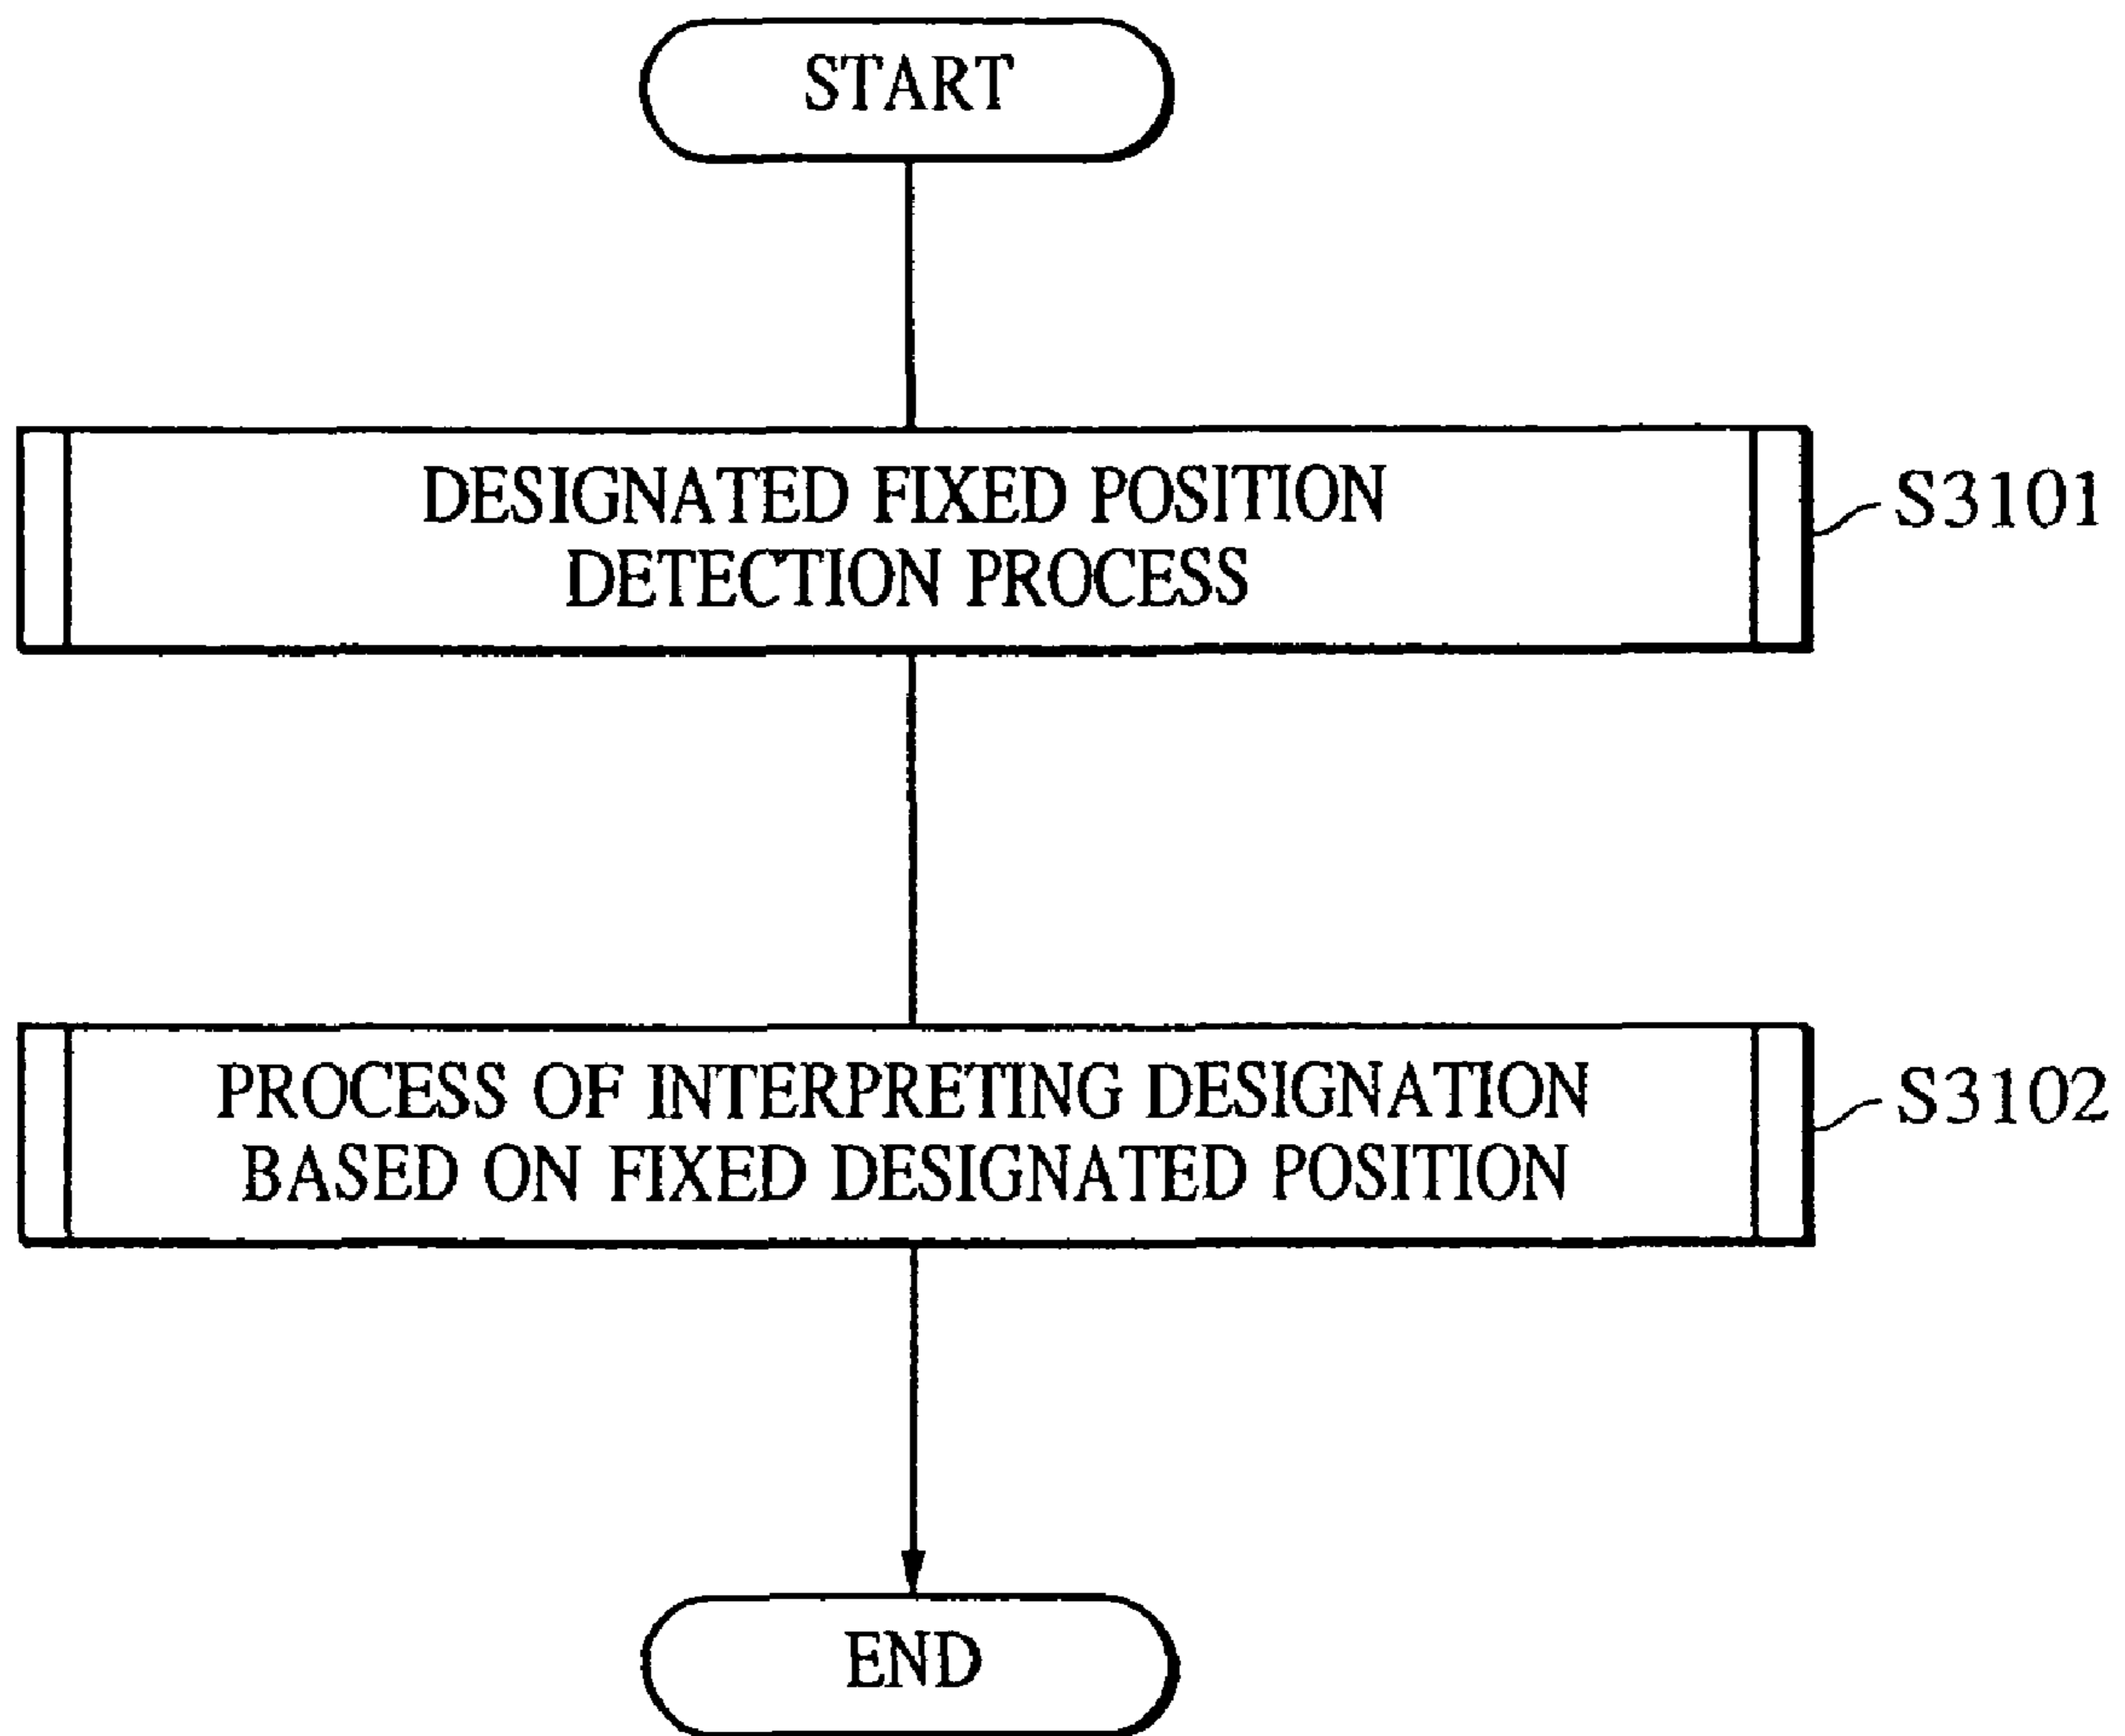 START
DESIGNATED FIXED POSITION
DETECTION PROCESS
S3101
PROCESS OF INTERPRETING DESIGNATION
BASED ON FIXED DESIGNATED POSITION
S3102
END